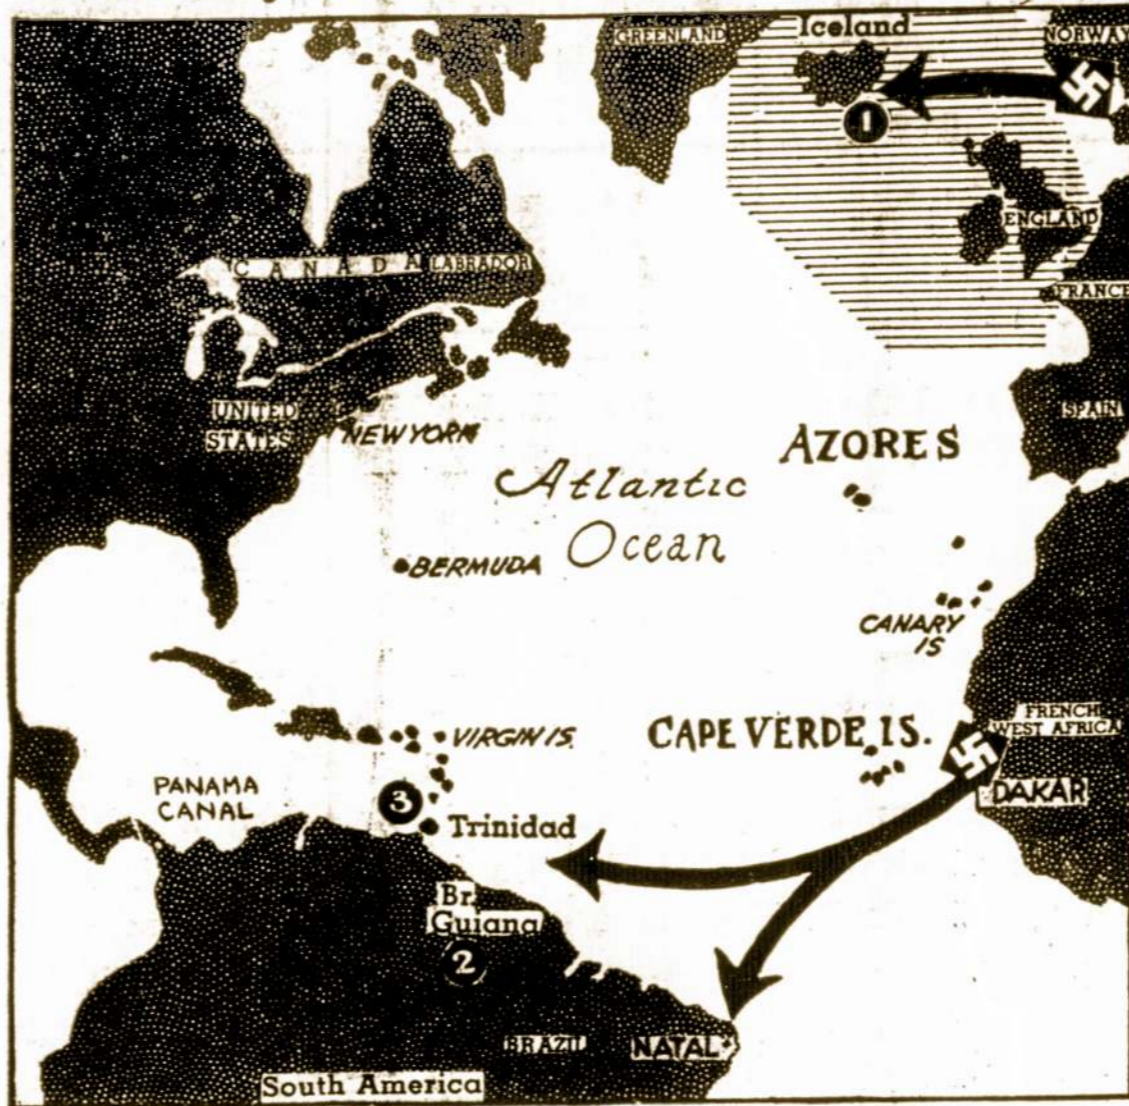 GREENLAND
Iceland
NORWAY
1
ENGLAND
CANADA
LABRADOR
FRANCE
UNITED
STATES
NEW YORK
SPAIN
AZORES
Atlantic
Ocean
BERMUDA
CANARY
IS
FRENCH
WEST AFRICA
CAPE VERDE IS.
VIRGIN IS.
DAKAR
PANAMA
CANAL
3
Trinidad
Br.
Guiana
2
BRAZIL
NATAL
South America